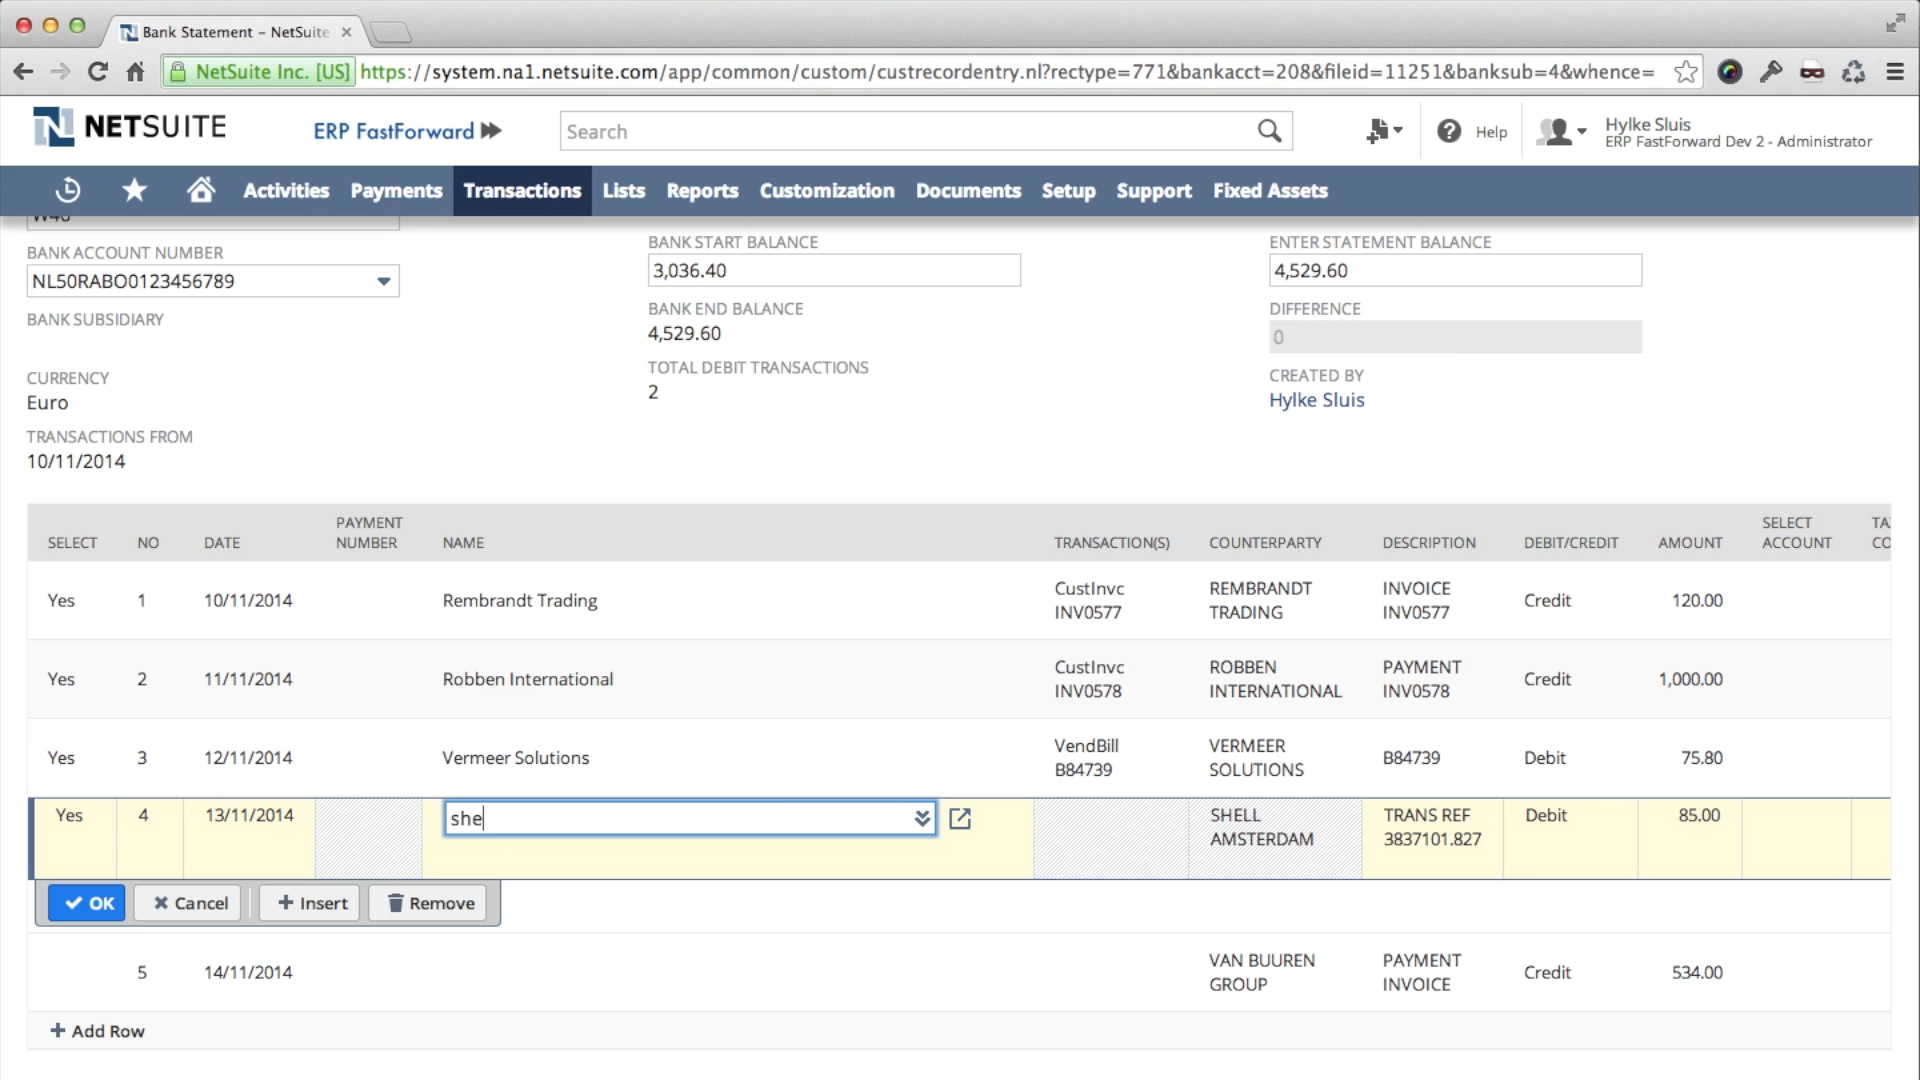 Bank Statement – NetSuite
NetSuite Inc. [US] https://system.na1.netsuite.com/app/common/custom/custrecordentry.nl?rectype=771&bankacct=208&fileid=11251&banksub=4&whence=
NETSUITE
ERP FastForward
Search
Help
Hylke Sluis
ERP FastForward Dev 2 - Administrator
Activities Payments Transactions Lists Reports Customization Documents Setup Support Fixed Assets
BANK ACCOUNT NUMBER
NL50RABO0123456789
BANK SUBSIDIARY
CURRENCY
Euro
TRANSACTIONS FROM
10/11/2014
BANK START BALANCE
3,036.40
BANK END BALANCE
4,529.60
TOTAL DEBIT TRANSACTIONS
2
ENTER STATEMENT BALANCE
4,529.60
DIFFERENCE
0
CREATED BY
Hylke Sluis
SELECT NO DATE PAYMENT NUMBER NAME TRANSACTION(S) COUNTERPARTY DESCRIPTION DEBIT/CREDIT AMOUNT SELECT ACCOUNT TA CO
Yes 1 10/11/2014 Rembrandt Trading CustInvc INV0577 REMBRANDT TRADING INVOICE INV0577 Credit 120.00
Yes 2 11/11/2014 Robben International CustInvc INV0578 ROBBEN INTERNATIONAL PAYMENT INV0578 Credit 1,000.00
Yes 3 12/11/2014 Vermeer Solutions VendBill B84739 VERMEER SOLUTIONS B84739 Debit 75.80
Yes 4 13/11/2014 she SHELL AMSTERDAM TRANS REF 3837101.827 Debit 85.00
OK Cancel Insert Remove
5 14/11/2014 VAN BUUREN GROUP PAYMENT INVOICE Credit 534.00
Add Row